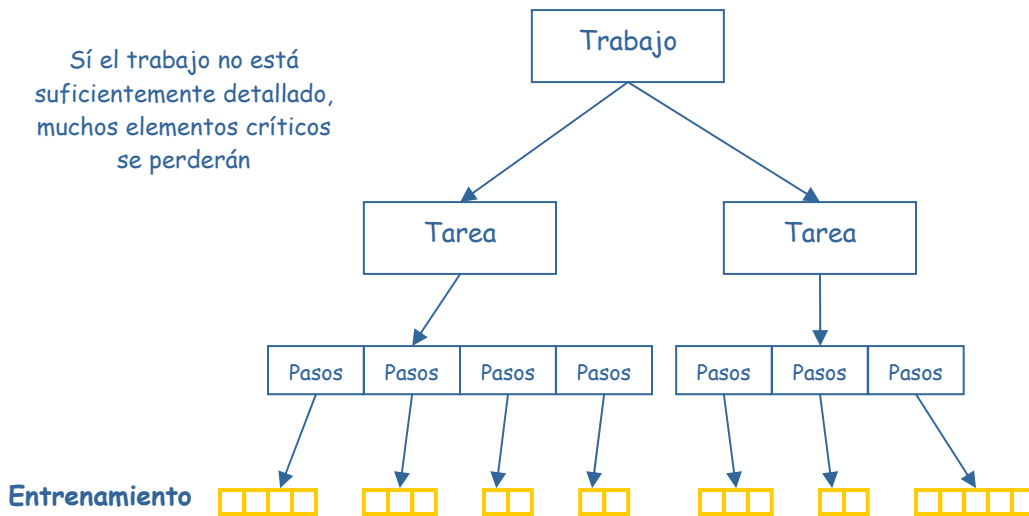 Trabajo
Sí el trabajo no está
suficientemente detallado,
muchos elementos críticos
se perderán
Tarea Tarea
Pasos Pasos Pasos Pasos Pasos Pasos Pasos
Entrenamiento